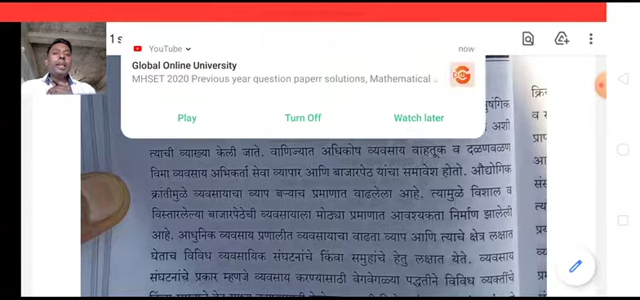 1
YouTube
now
Global Online University
MHSET 2020 Previous year question paperr solutions, Mathematical ..
Play
Turn Off
Watch later
अशी
त्याची व्याख्या केली जाते. वाणिज्यात अधिकोष व्यवसाय वाहतूक व दळणवळण
विमा व्यवसाय अभिकर्ता सेवा व्यापार आणि बाजारपेठ यांचा समावेश होतो. औद्योगिक
क्रांतीमुळे व्यवसायाचा व्याप बऱ्याच प्रमाणात वाढलेला आहे. त्यामुळे विशाल व
विस्तारलेल्या बाजारपेठेची व्यवसायाला मोठ्या प्रमाणात आवश्यकता निर्माण झालेली
आहे. आधुनिक व्यवसाय प्रणालीत व्यवसायाचा वाढता व्याप आणि त्याचे क्षेत्र लक्षात
घेताच विविध व्यवसायिक संघटनांचे किंवा समुहांचे हेतु लक्षात येते. व्यवसाय
संघटनांचे प्रकार म्हणजे व्यवसाय करण्यासाठी वेगवेगळ्या पद्धतीने विविध व्यक्तींचे